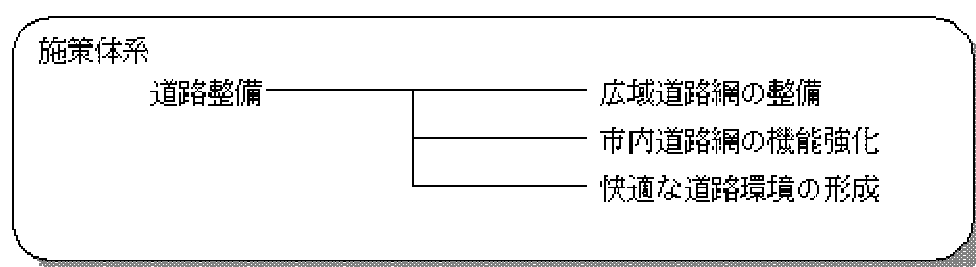 施策体系
道路整備 広域道路網の整備
市内道路網の機能強化
快適な道路環境の形成